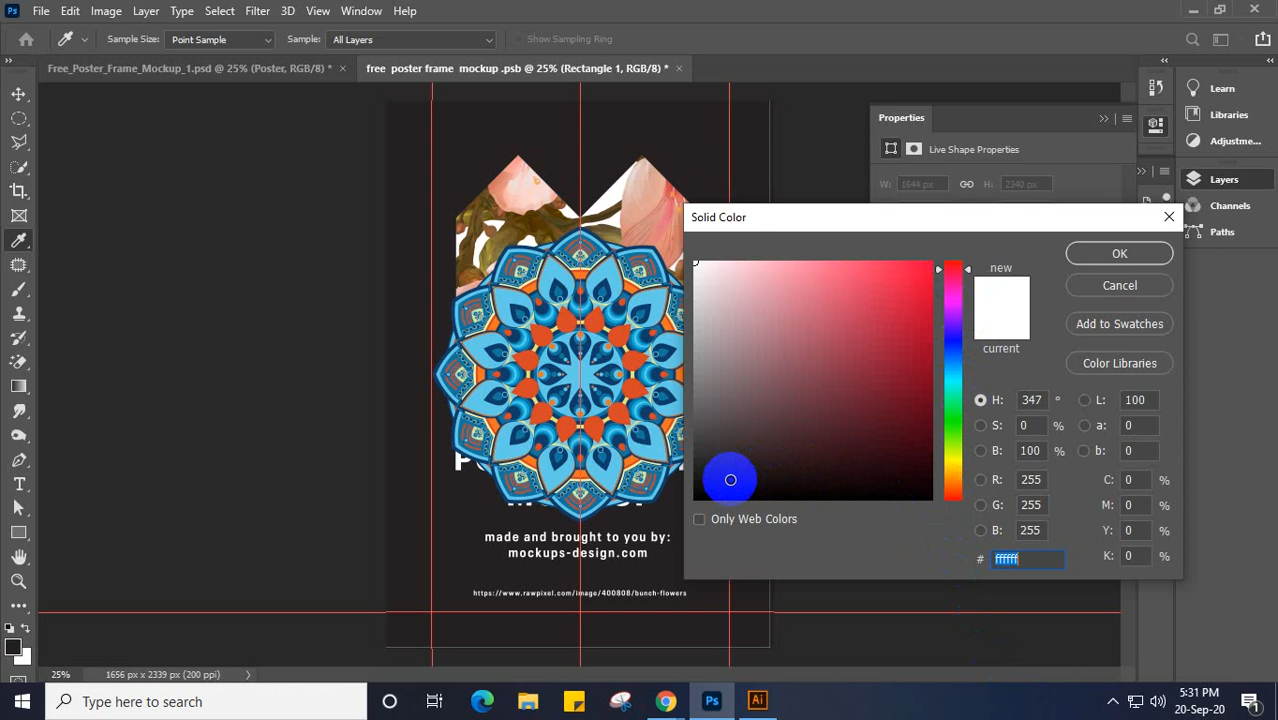 Ps File Edit Image Layer Type Select Filter 3D View Window Help
Sample Size: Point Sample Sample: All Layers Show Sampling Ring
Free_Poster_Frame_Mockup_1.psd @ 25% (Poster, RGB/8) * × free poster frame mockup .psb @ 25% (Rectangle 1, RGB/8) * ×
Learn
Libraries
Adjustme...
Layers
Channels
Paths
Properties
Live Shape Properties
W: 1644 px H: 2340 px
Solid Color
OK
Cancel
Add to Swatches
Color Libraries
new
current
H: 347 °
S: 0 %
B: 100 %
R: 255
G: 255
B: 255
# ffffff
L: 100
a: 0
b: 0
C: 0 %
M: 0 %
Y: 0 %
K: 0 %
Only Web Colors
made and brought to you by:
mockups-design.com
https://www.rawpixel.com/image/400808/bunch-flowers
25% 1656 px x 2339 px (200 ppi)
Type here to search
Ps
Ai
5:31 PM
20-Sep-20
1